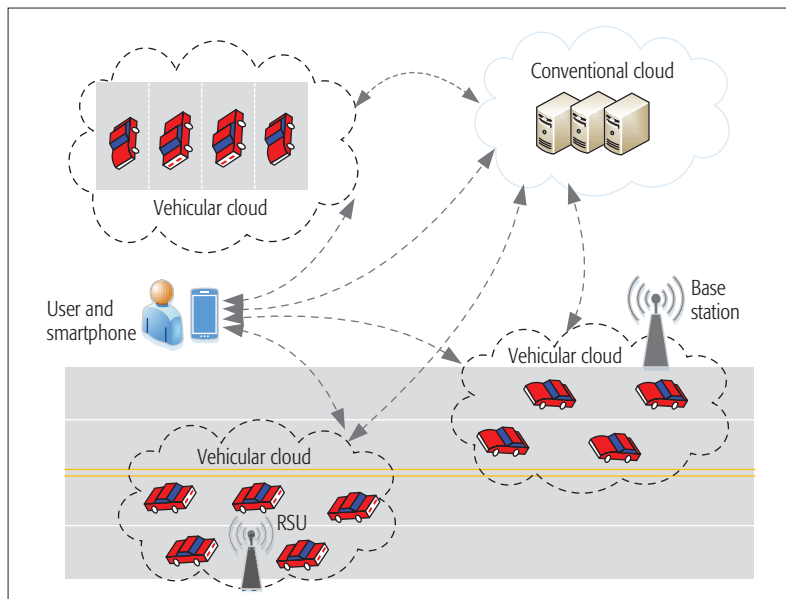 Conventional cloud
Vehicular cloud
User and
smartphone
Base
station
Vehicular cloud
Vehicular cloud
RSU